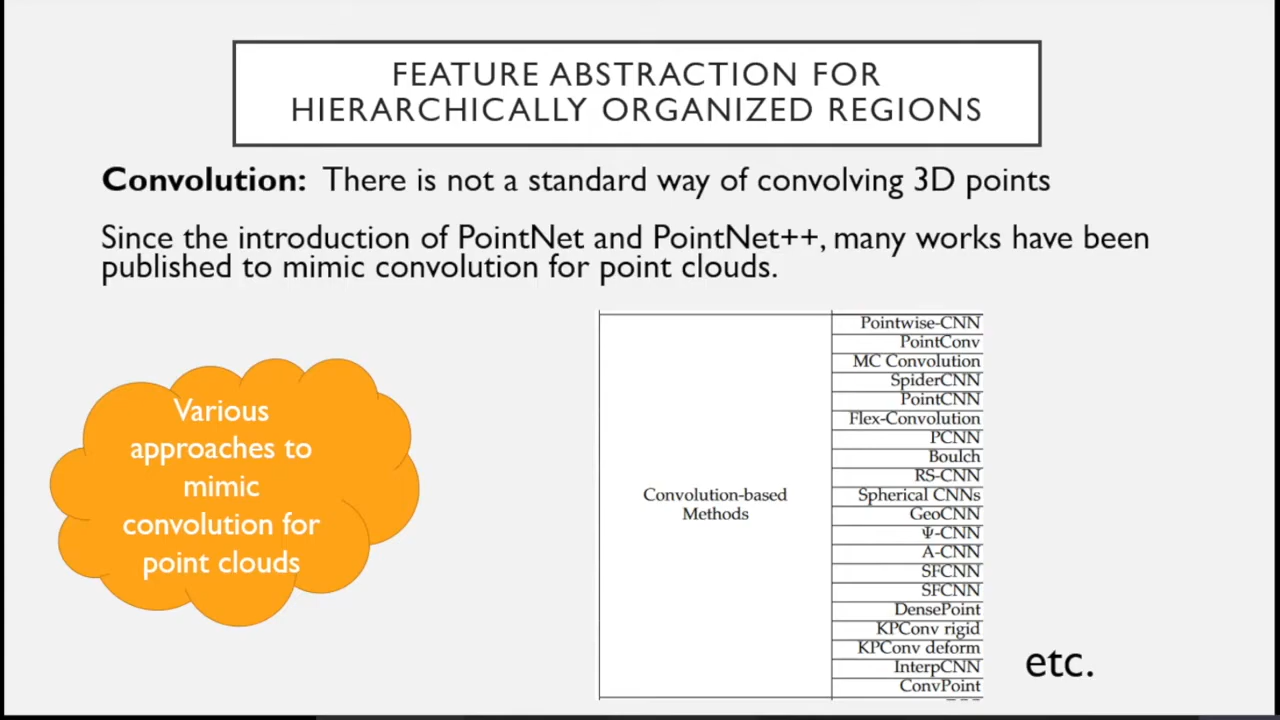 FEATURE ABSTRACTION FOR
HIERARCHICALLY ORGANIZED REGIONS
Convolution: There is not a standard way of convolving 3D points
Since the introduction of PointNet and PointNet++, many works have been
published to mimic convolution for point clouds.
Various
approaches to
mimic
convolution for
point clouds
Convolution-based
Methods
Pointwise-CNN
PointConv
MC Convolution
SpiderCNN
PointCNN
Flex-Convolution
PCNN
Boulch
RS-CNN
Spherical CNNs
GeoCNN
Ψ-CNN
A-CNN
SFCNN
SFCNN
DensePoint
KPConv rigid
KPConv deform
InterpCNN
ConvPoint
etc.